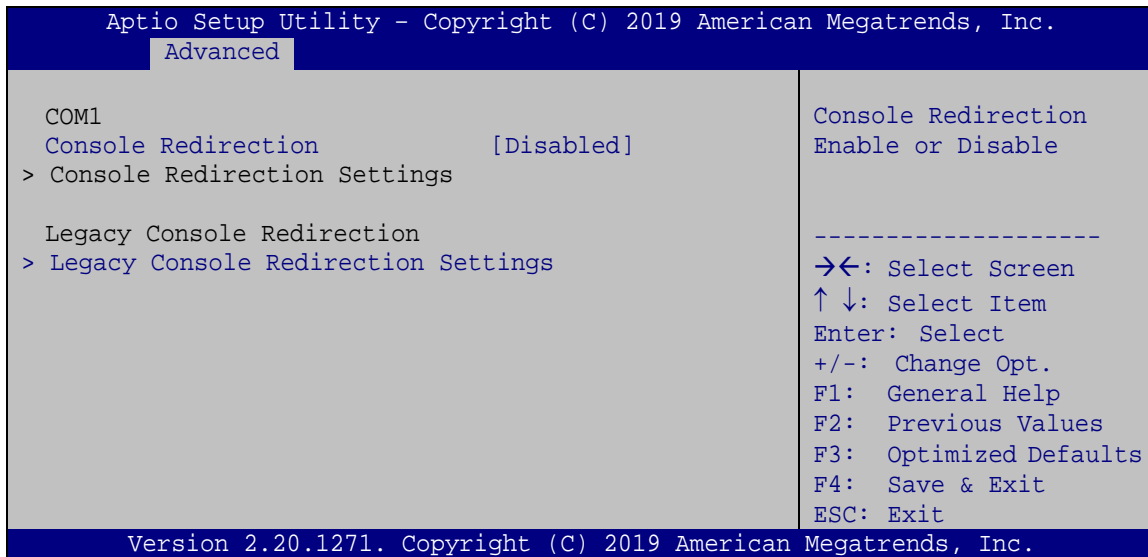 Aptio Setup Utility – Copyright (C) 2019 American Megatrends, Inc.
Advanced
COM1
Console Redirection [Disabled]
> Console Redirection Settings
Legacy Console Redirection
> Legacy Console Redirection Settings
Console Redirection
Enable or Disable
--------------------
→←: Select Screen
↑ ↓: Select Item
Enter: Select
+/-: Change Opt.
F1: General Help
F2: Previous Values
F3: Optimized Defaults
F4: Save & Exit
ESC: Exit
Version 2.20.1271. Copyright (C) 2019 American Megatrends, Inc.